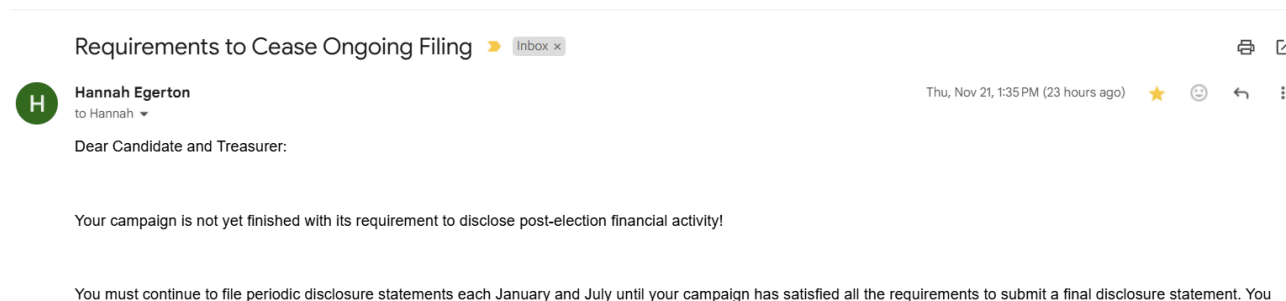 Requirements to Cease Ongoing Filing Inbox ×
H
Hannah Egerton Thu, Nov 21, 1:35 PM (23 hours ago)
to Hannah
Dear Candidate and Treasurer:
Your campaign is not yet finished with its requirement to disclose post-election financial activity!
You must continue to file periodic disclosure statements each January and July until your campaign has satisfied all the requirements to submit a final disclosure statement. You